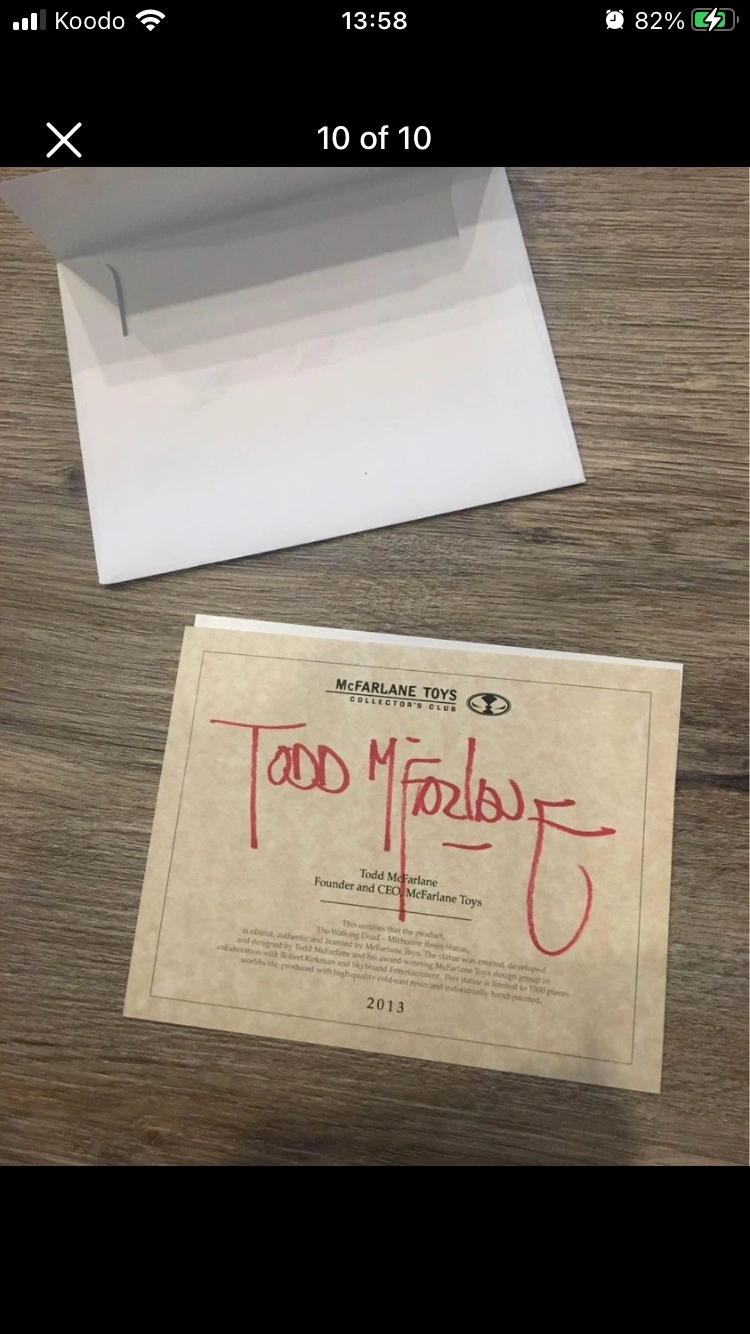 Koodo 13:58 82%
10 of 10
McFARLANE TOYS
COLLECTOR'S CLUB
TODD McFarlanE
Todd McFarlane
Founder and CEO, McFarlane Toys
This certifies that the product,
The Walking Dead – Michonne Resin Statue,
is official, authentic and licensed by McFarlane Toys. The statue was created, developed
and designed by Todd McFarlane and his award-winning McFarlane Toys design group in
collaboration with Robert Kirkman and Skybound Entertainment. This statue is limited to 1500 pieces
worldwide, produced with high quality cold-cast resin and individually hand-painted.
2013